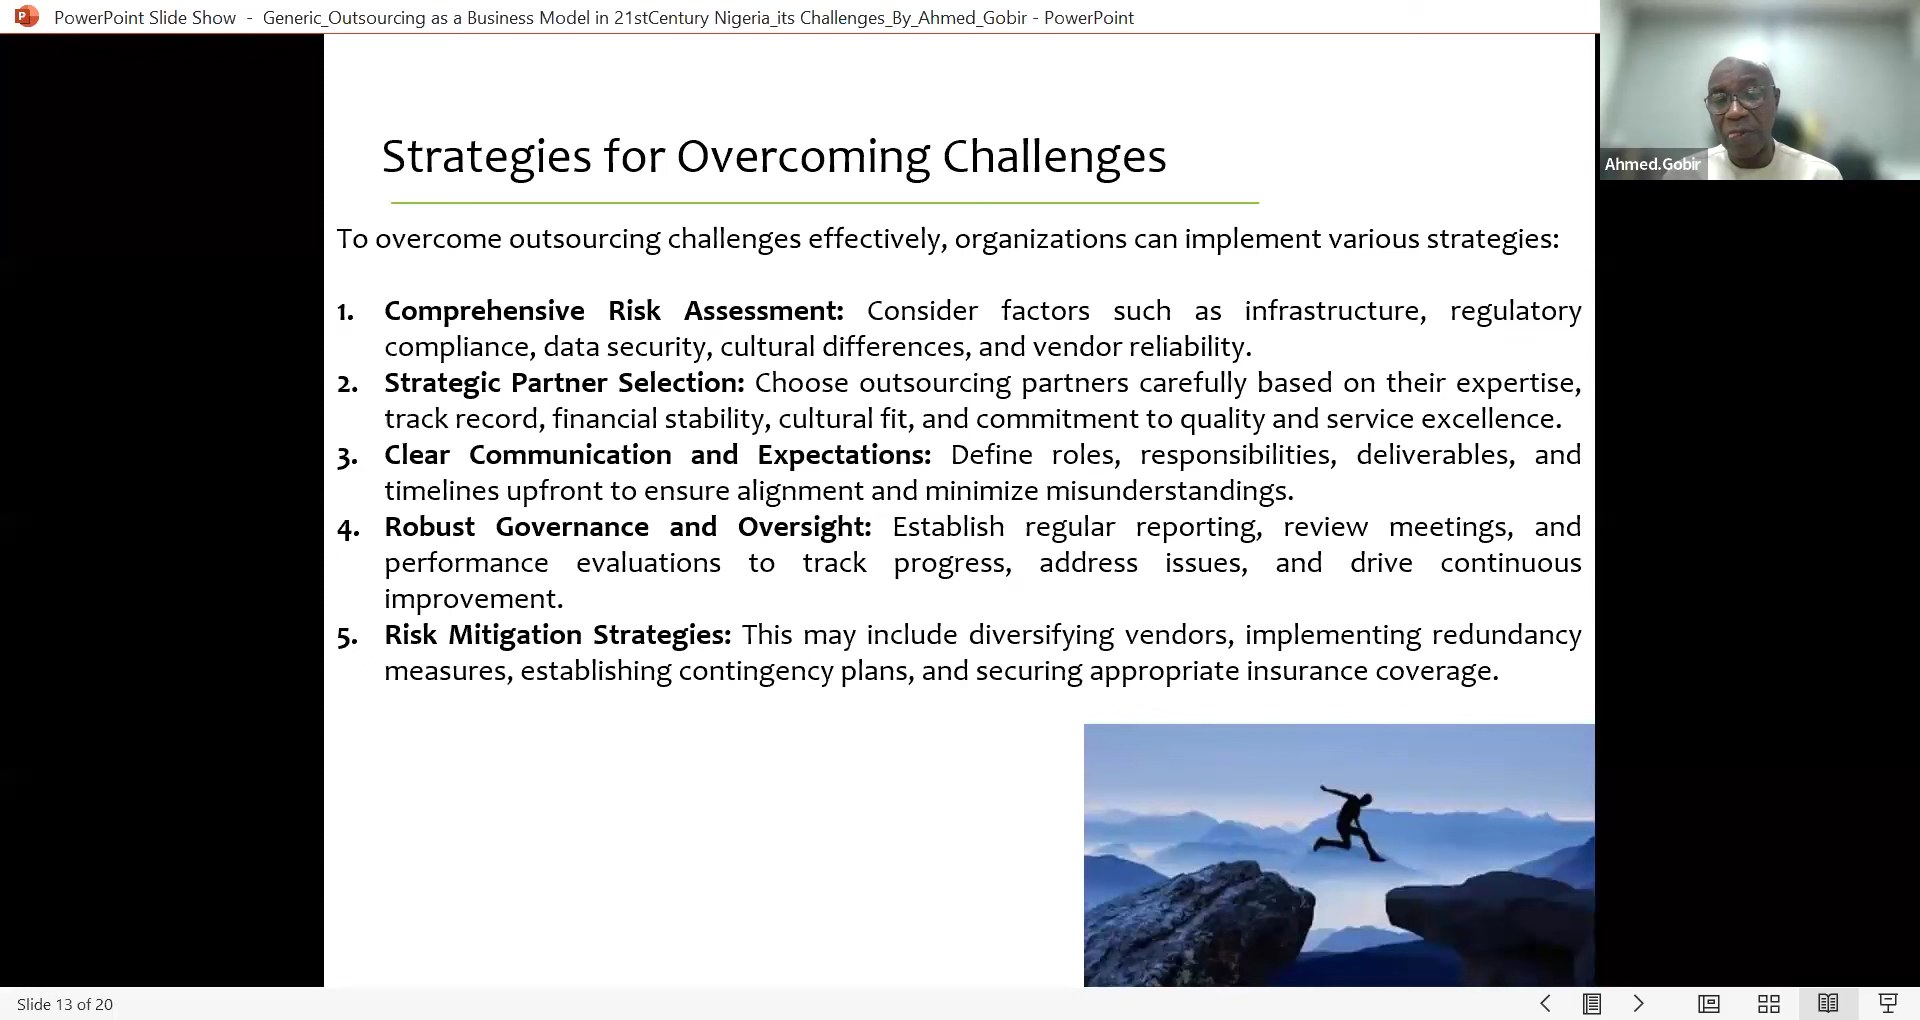 PowerPoint Slide Show - Generic_Outsourcing as a Business Model in 21stCentury Nigeria_its Challenges_By_Ahmed_Gobir - PowerPoint
Ahmed.Gobir
Strategies for Overcoming Challenges
To overcome outsourcing challenges effectively, organizations can implement various strategies:
1. Comprehensive Risk Assessment: Consider factors such as infrastructure, regulatory
compliance, data security, cultural differences, and vendor reliability.
2. Strategic Partner Selection: Choose outsourcing partners carefully based on their expertise,
track record, financial stability, cultural fit, and commitment to quality and service excellence.
3. Clear Communication and Expectations: Define roles, responsibilities, deliverables, and
timelines upfront to ensure alignment and minimize misunderstandings.
4. Robust Governance and Oversight: Establish regular reporting, review meetings, and
performance evaluations to track progress, address issues, and drive continuous
improvement.
5. Risk Mitigation Strategies: This may include diversifying vendors, implementing redundancy
measures, establishing contingency plans, and securing appropriate insurance coverage.
Slide 13 of 20